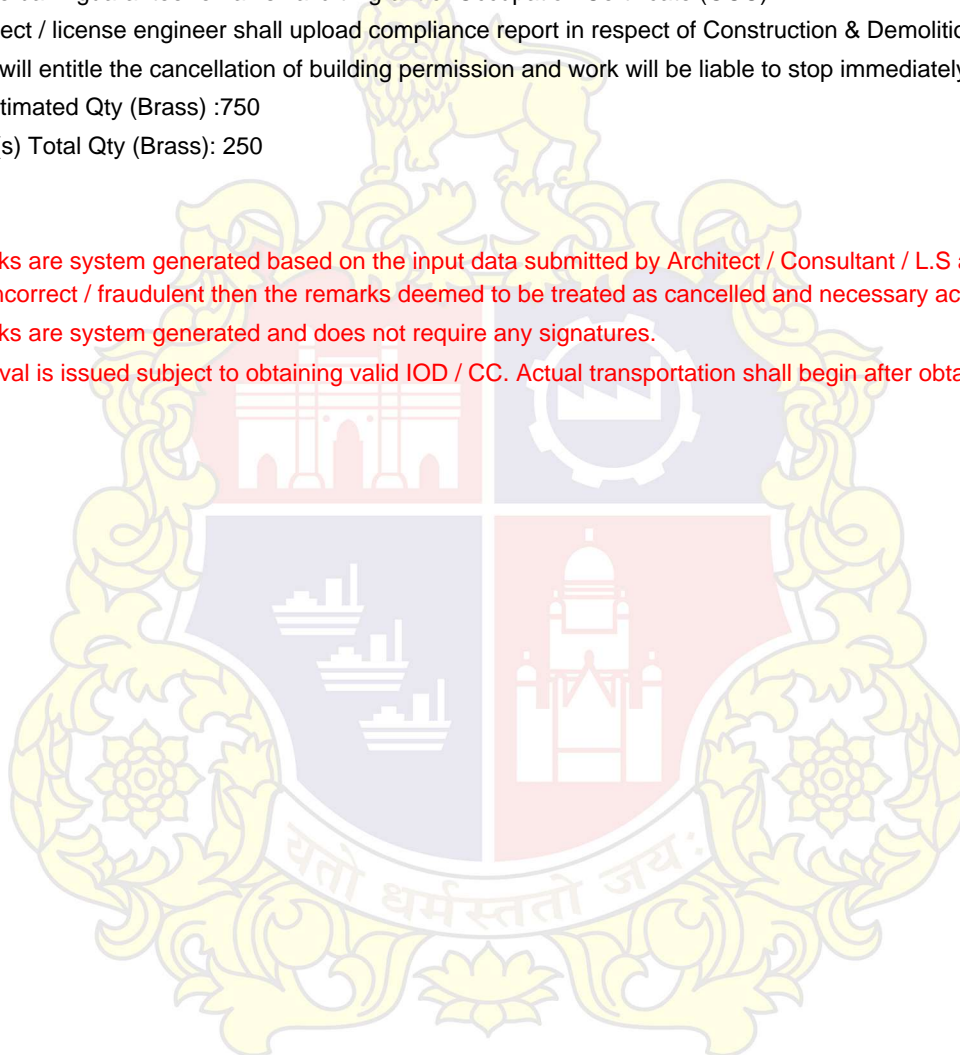 ect / license engineer shall upload compliance report in respect of Construction & Demolitic
will entitle the cancellation of building permission and work will be liable to stop immediately
timated Qty (Brass) :750
(s) Total Qty (Brass): 250
ks are system generated based on the input data submitted by Architect / Consultant / L.S a
ncorrect / fraudulent then the remarks deemed to be treated as cancelled and necessary ac
ks are system generated and does not require any signatures.
val is issued subject to obtaining valid IOD / CC. Actual transportation shall begin after obta
यतो धर्मस्ततो जय: